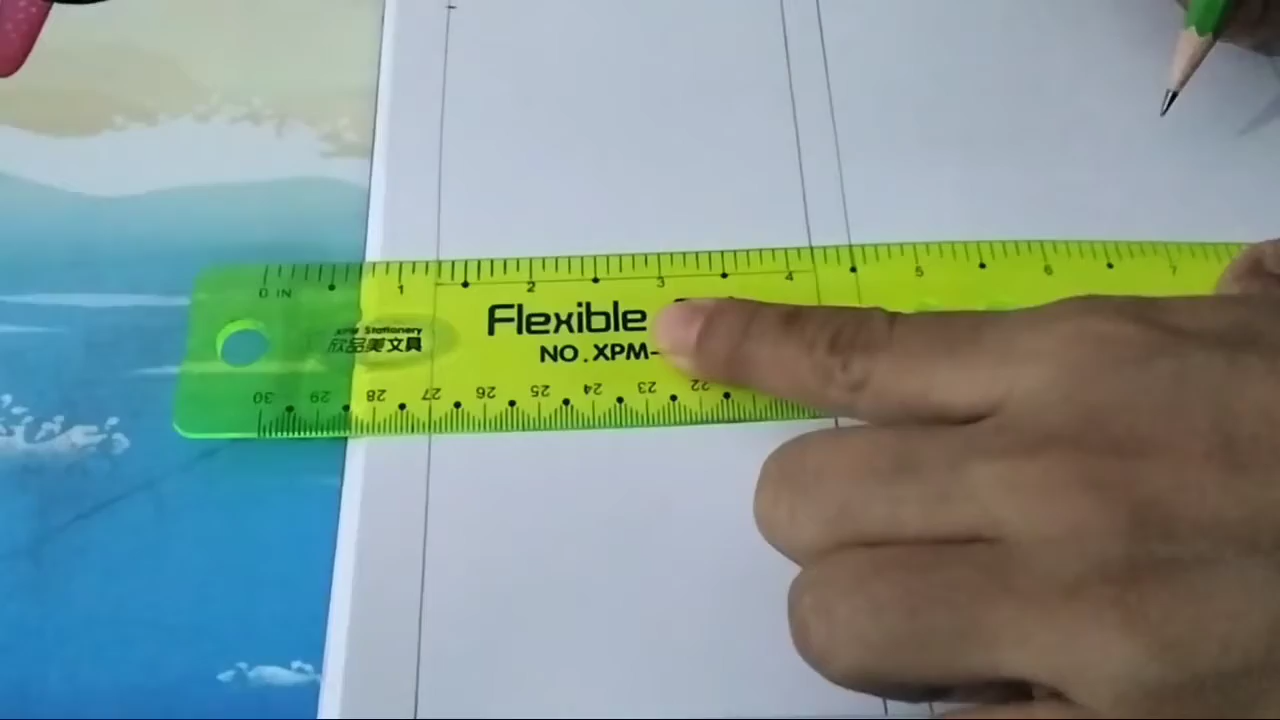 0 IN 1 2 3 4 5 6 7
Flexible
XPM Stationery
欣品美文具
NO.XPM-
30 29 28 27 26 25 24 23 22